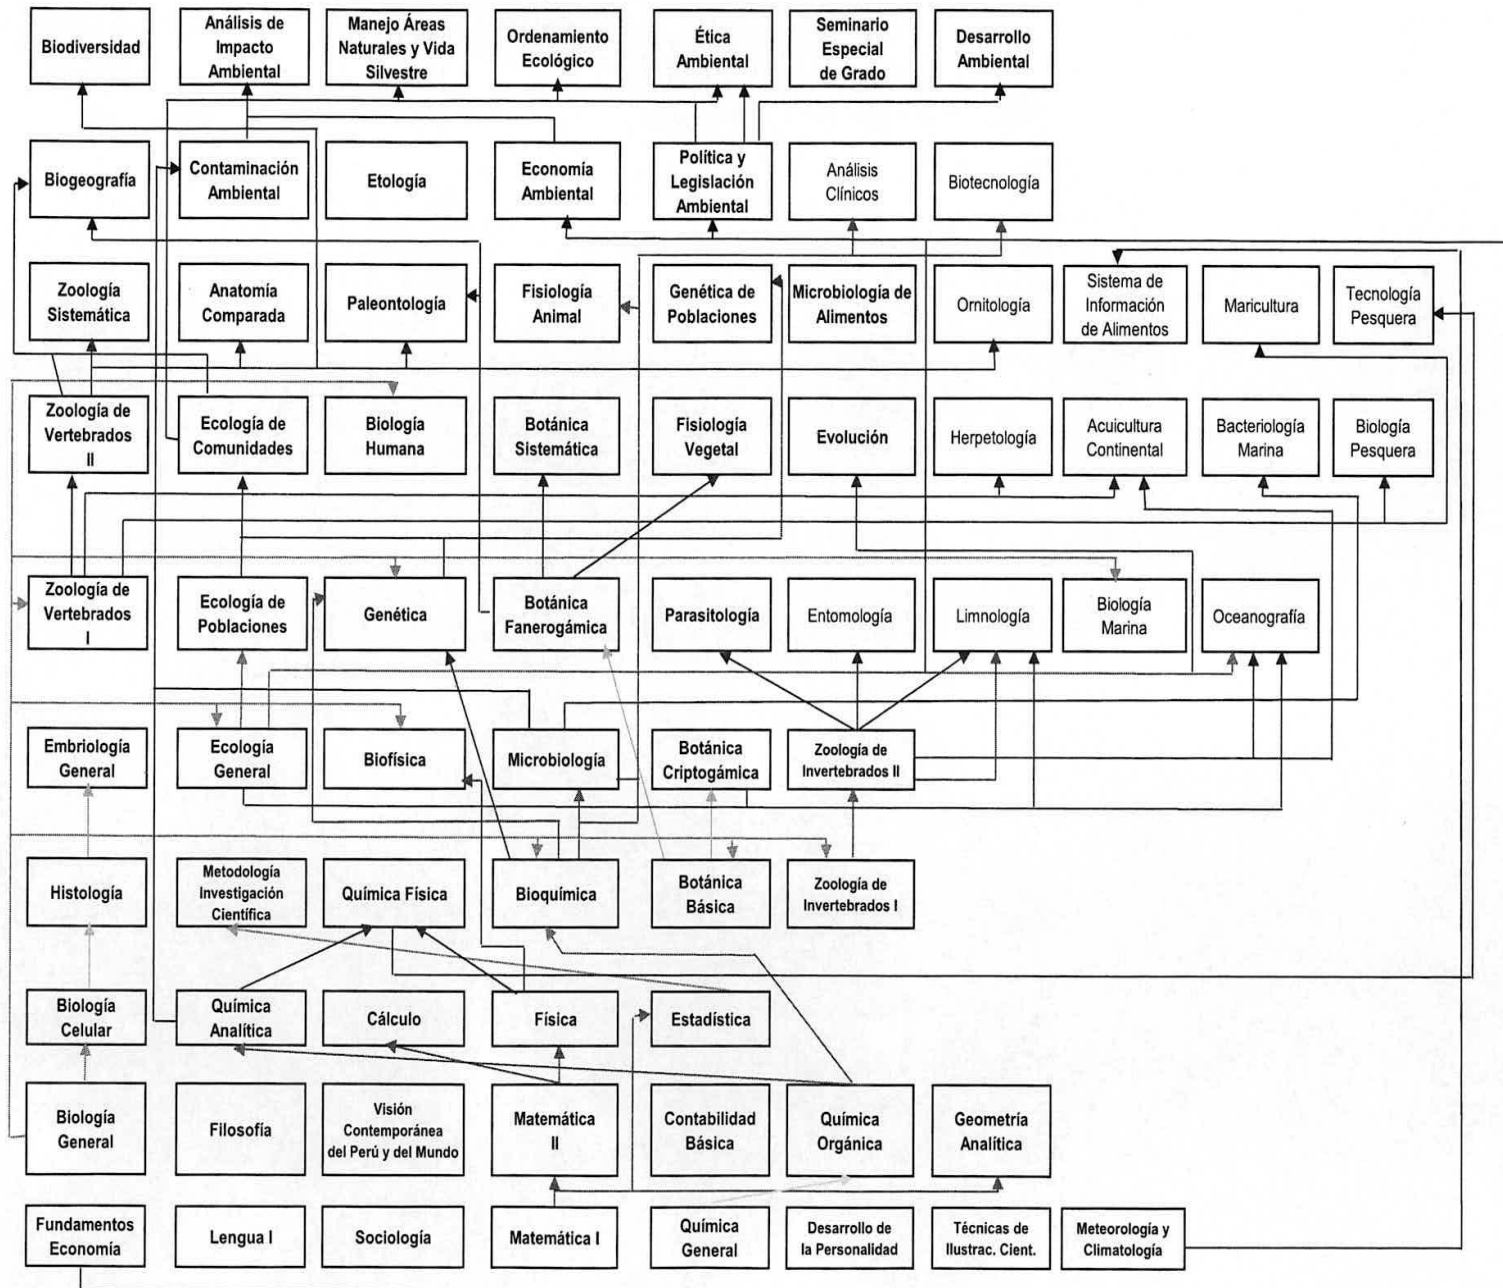 Biodiversidad
Análisis de
Impacto
Ambiental
Manejo Áreas
Naturales y Vida
Silvestre
Ordenamiento
Ecológico
Ética
Ambiental
Seminario
Especial
de Grado
Desarrollo
Ambiental
Biogeografía
Contaminación
Ambiental
Etología
Economía
Ambiental
Política y
Legislación
Ambiental
Análisis
Clínicos
Biotecnología
Zoología
Sistemática
Anatomía
Comparada
Paleontología
Fisiología
Animal
Genética de
Poblaciones
Microbiología de
Alimentos
Ornitología
Sistema de
Información
de Alimentos
Maricultura
Tecnología
Pesquera
Zoología de
Vertebrados
II
Ecología de
Comunidades
Biología
Humana
Botánica
Sistemática
Fisiología
Vegetal
Evolución
Herpetología
Acuicultura
Continental
Bacteriología
Marina
Biología
Pesquera
Zoología de
Vertebrados
I
Ecología de
Poblaciones
Genética
Botánica
Fanerogámica
Parasitología
Entomología
Limnología
Biología
Marina
Oceanografía
Embriología
General
Ecología
General
Biofísica
Microbiología
Botánica
Criptogámica
Zoología de
Invertebrados II
Histología
Metodología
Investigación
Científica
Química Física
Bioquímica
Botánica
Básica
Zoología de
Invertebrados I
Biología
Celular
Química
Analítica
Cálculo
Física
Estadística
Biología
General
Filosofía
Visión
Contemporánea
del Perú y del Mundo
Matemática
II
Contabilidad
Básica
Química
Orgánica
Geometría
Analítica
Fundamentos
Economía
Lengua I
Sociología
Matemática I
Química
General
Desarrollo de
la Personalidad
Técnicas de
Ilustrac. Cient.
Meteorología y
Climatología